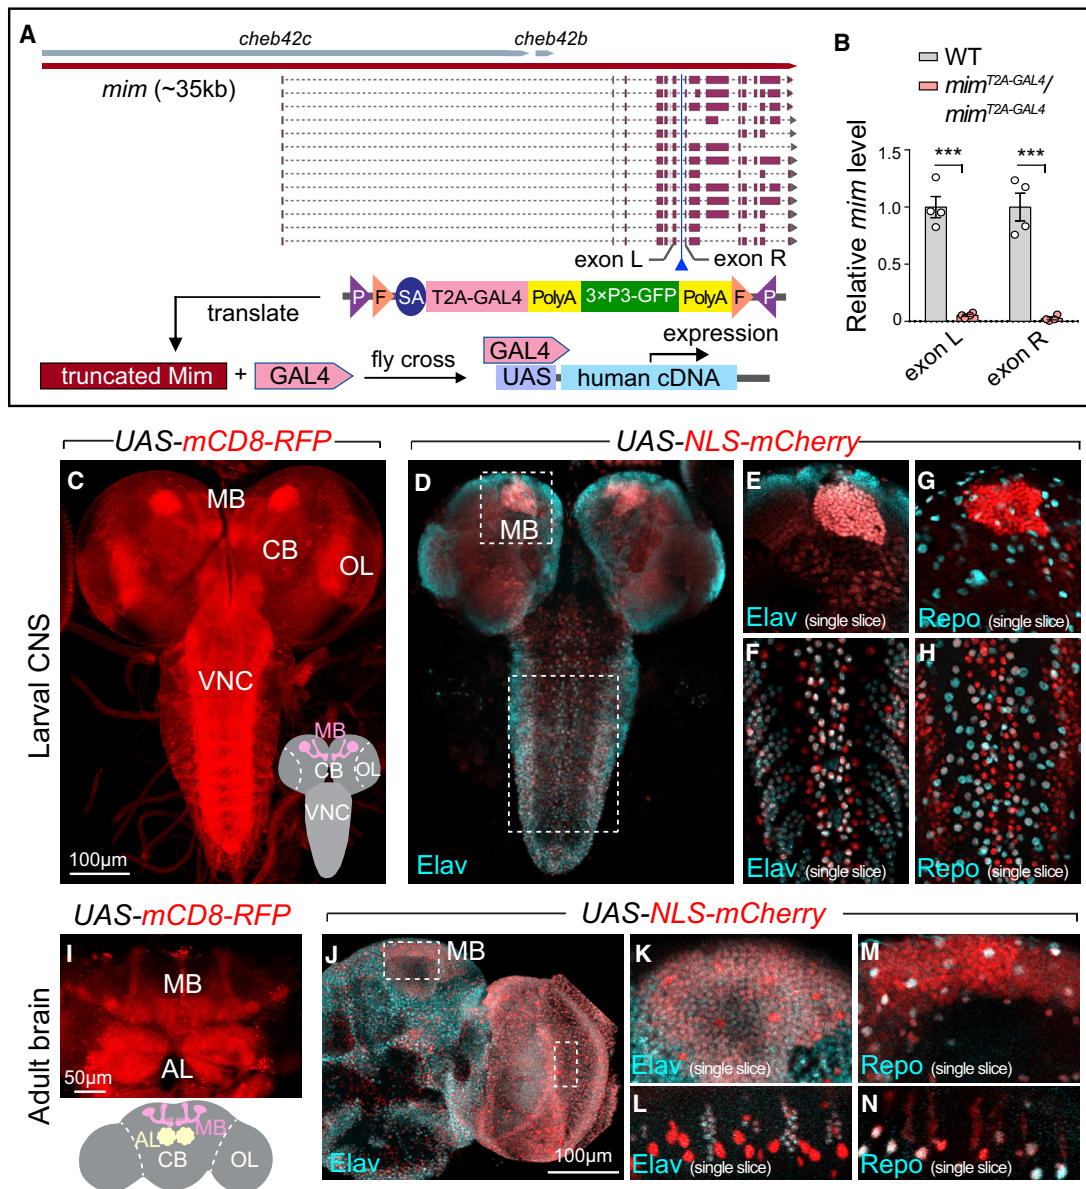 A
cheb42c
cheb42b
mim (~35kb)
exon L
exon R
P F SA T2A-GAL4 PolyA 3×P3-GFP PolyA F P
translate
truncated Mim + GAL4
fly cross
GAL4
UAS
human cDNA
expression
B
WT
mimT2A-GAL4/
mimT2A-GAL4
Relative mim level
1.5
1.0
0.5
0
***
***
exon L
exon R
Larval CNS
UAS-mCD8-RFP
UAS-NLS-mCherry
C
MB
CB
OL
VNC
100µm
MB
CB
OL
VNC
D
MB
Elav
E
Elav (single slice)
G
Repo (single slice)
F
Elav (single slice)
H
Repo (single slice)
Adult brain
UAS-mCD8-RFP
UAS-NLS-mCherry
I
MB
AL
50µm
AL
MB
CB
OL
J
MB
Elav
100µm
K
Elav (single slice)
M
Repo (single slice)
L
Elav (single slice)
N
Repo (single slice)